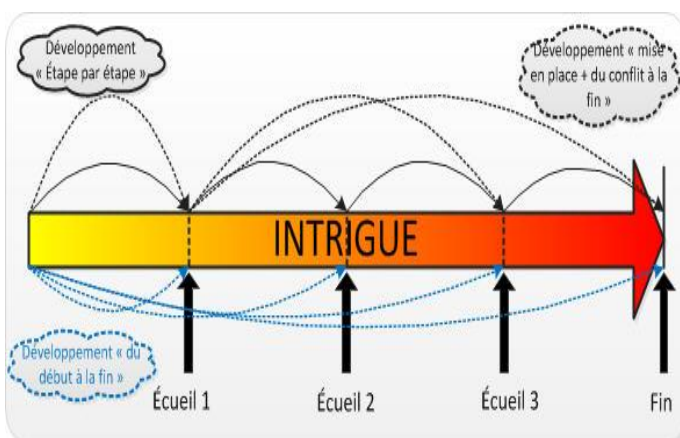 Développement
« Étape par étape »
Développement « mise
en place + du conflit à la
fin »
INTRIGUE
Développement « du
début à la fin »
Écueil 1
Écueil 2
Écueil 3
Fin